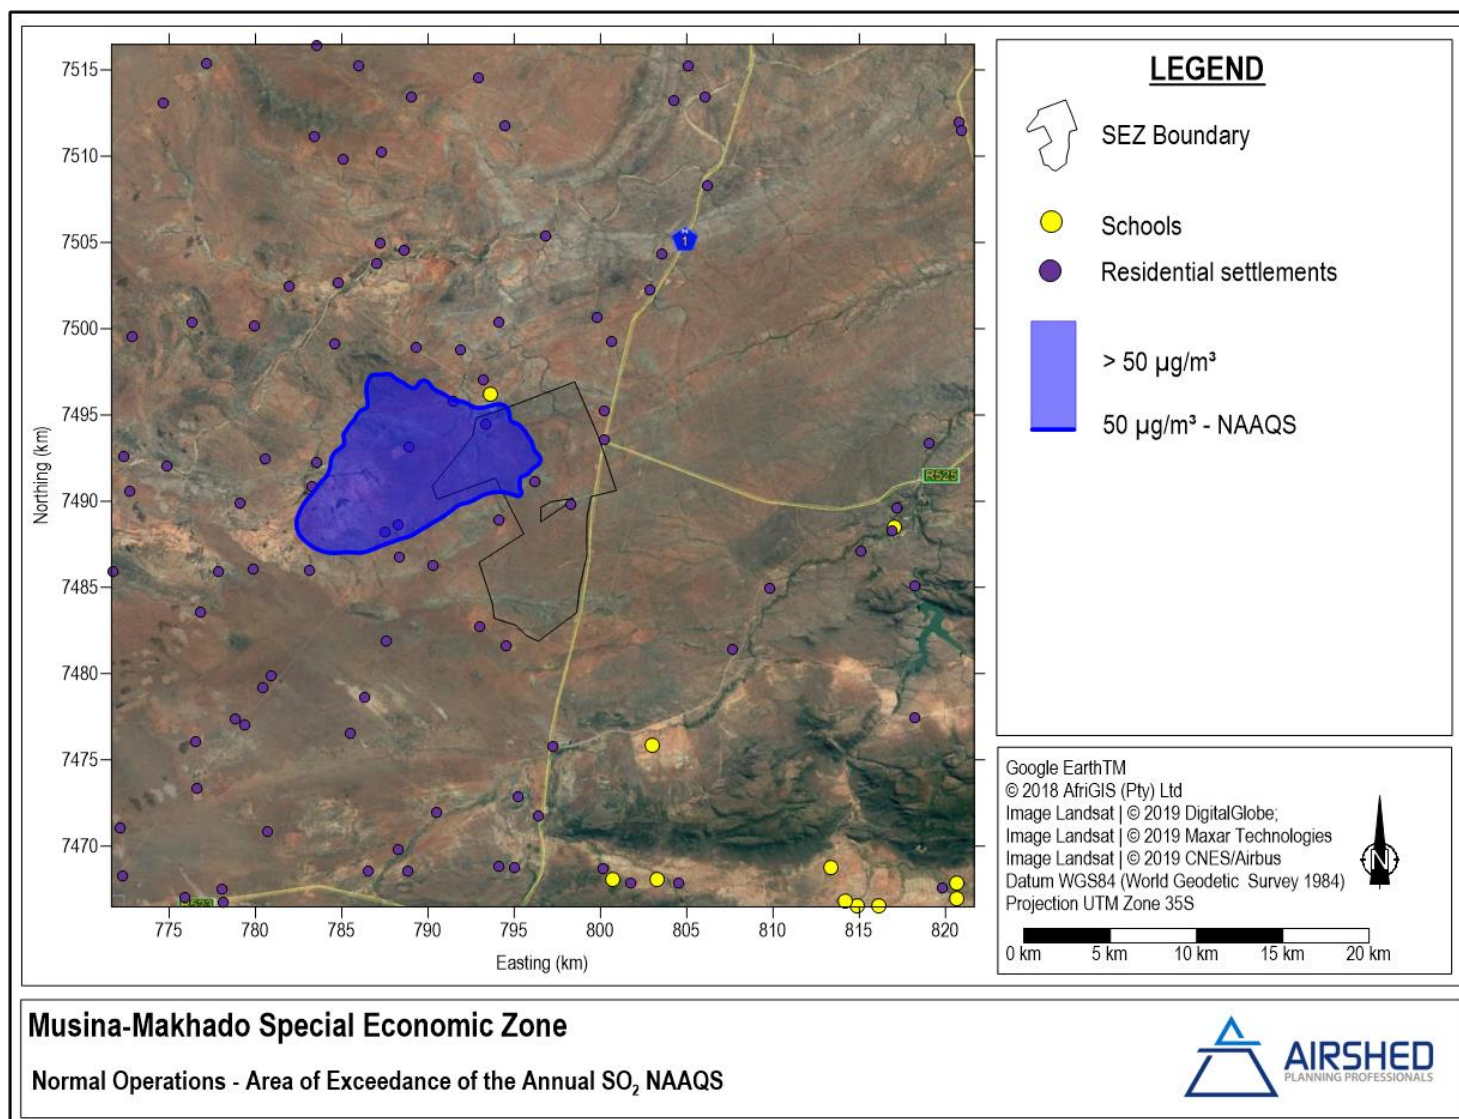 7515
7510
7505
7500
7495
7490
7485
7480
7475
7470
Northing (km)
775
780
785
790
795
800
805
810
815
820
Easting (km)
N
1
R525
LEGEND
SEZ Boundary
Schools
Residential settlements
> 50 µg/m³
50 µg/m³ - NAAQS
Google EarthTM
© 2018 AfriGIS (Pty) Ltd
Image Landsat | © 2019 DigitalGlobe;
Image Landsat | © 2019 Maxar Technologies
Image Landsat | © 2019 CNES/Airbus
Datum WGS84 (World Geodetic Survey 1984)
Projection UTM Zone 35S
N
0 km 5 km 10 km 15 km 20 km
Musina-Makhado Special Economic Zone
Normal Operations - Area of Exceedance of the Annual SO₂ NAAQS
AIRSHED
PLANNING PROFESSIONALS